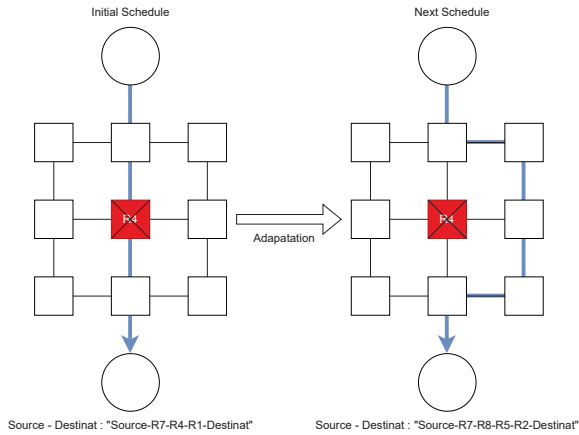 Initial Schedule
Next Schedule
R4
R4
Adapatation
Source - Destinat : "Source-R7-R4-R1-Destinat"
Source - Destinat : "Source-R7-R8-R5-R2-Destinat"